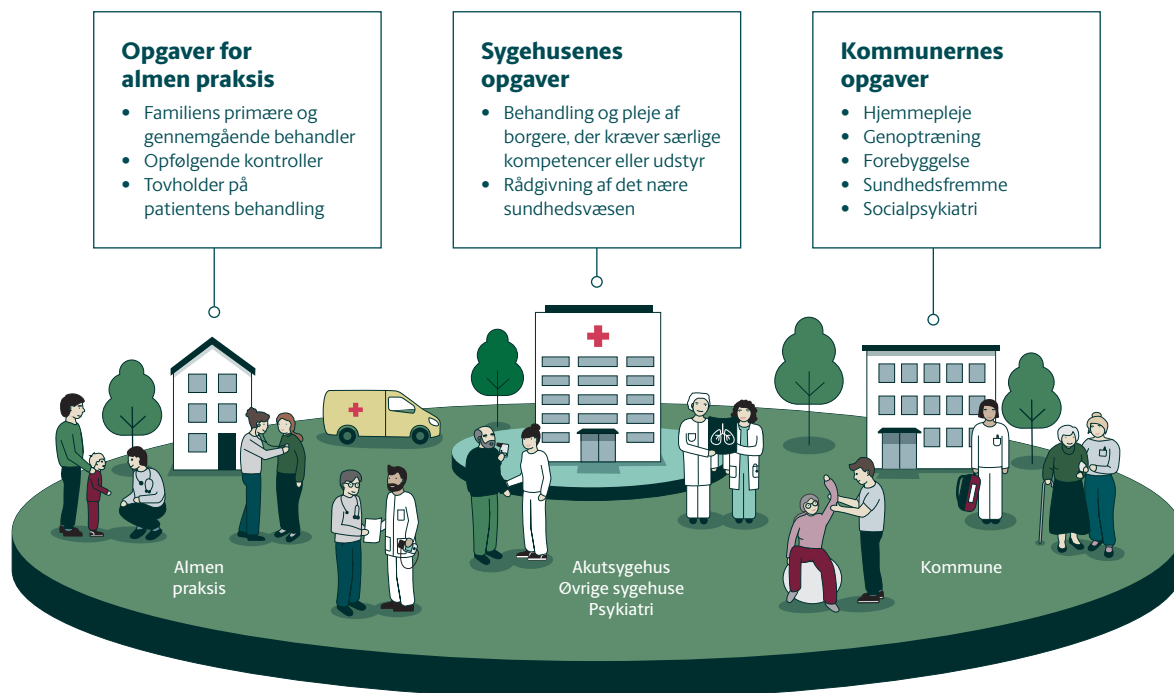 Opgaver for
almen praksis
• Familiens primære og
gennemgående behandler
• Opfølgende kontroller
• Tovholder på
patientens behandling
Sygehusenes
opgaver
• Behandling og pleje af
borgere, der kræver særlige
kompetencer eller udstyr
• Rådgivning af det nære
sundhedsvæsen
Kommunernes
opgaver
• Hjemmepleje
• Genoptræning
• Forebyggelse
• Sundhedsfremme
• Socialpsykiatri
Almen
praksis
Akutsygehus
Øvrige sygehuse
Psykiatri
Kommune